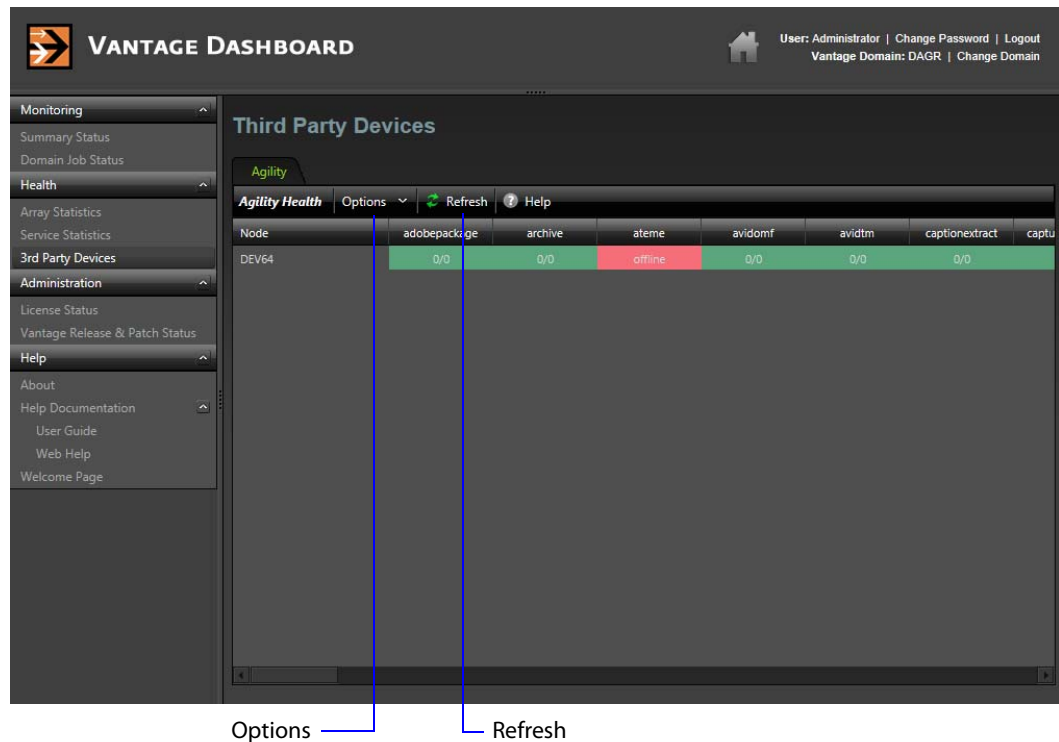 VANTAGE DASHBOARD
User: Administrator | Change Password | Logout
Vantage Domain: DAGR | Change Domain
Monitoring
Summary Status
Domain Job Status
Health
Array Statistics
Service Statistics
3rd Party Devices
Administration
License Status
Vantage Release & Patch Status
Help
About
Help Documentation
User Guide
Web Help
Welcome Page
Third Party Devices
Agility
Agility Health Options Refresh Help
Node adobepackage archive ateme avidomf avidtm captionextract captu
DEV64 0/0 0/0 offline 0/0 0/0 0/0
Options Refresh